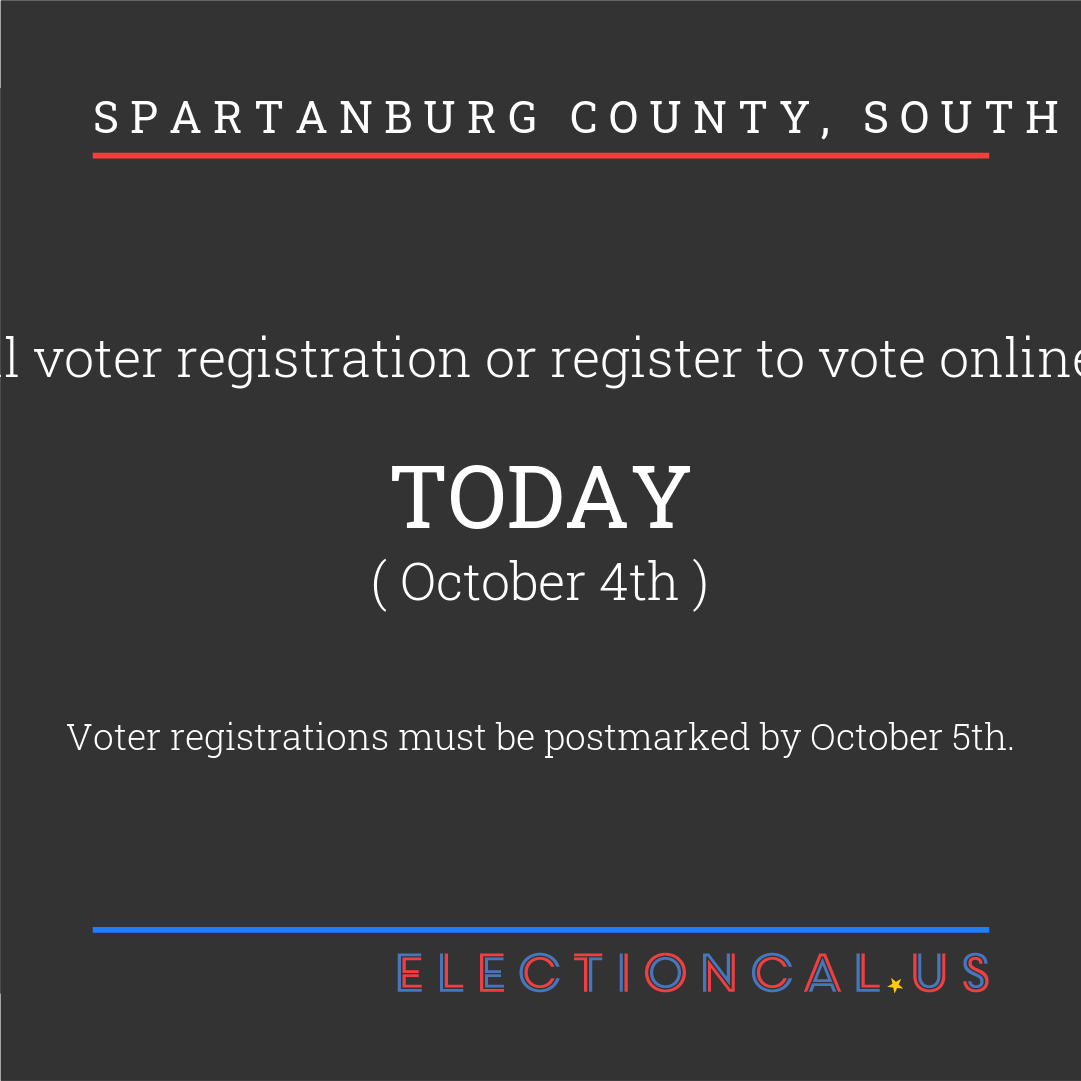 SPARTANBURG COUNTY, SOUTH
voter registration or register to vote online
TODAY
( October 4th )
Voter registrations must be postmarked by October 5th.
ELECTIONCAL.US